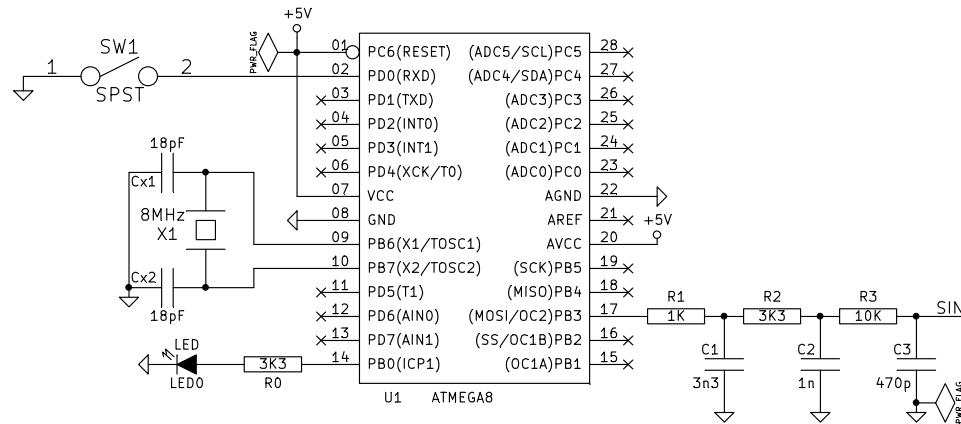 +5V
PWR_FLAG
SW1
1
2
SPST
01 PC6(RESET) (ADC5/SCL)PC5 28
02 PD0(RXD) (ADC4/SDA)PC4 27
03 PD1(TXD) (ADC3)PC3 26
04 PD2(INT0) (ADC2)PC2 25
05 PD3(INT1) (ADC1)PC1 24
06 PD4(XCK/T0) (ADC0)PC0 23
07 VCC AGND 22
08 GND AREF 21
09 PB6(X1/TOSC1) AVCC 20
10 PB7(X2/TOSC2) (SCK)PB5 19
11 PD5(T1) (MISO)PB4 18
12 PD6(AIN0) (MOSI/OC2)PB3 17
13 PD7(AIN1) (SS/OC1B)PB2 16
14 PB0(ICP1) (OC1A)PB1 15
U1 ATMEGA8
18pF
Cx1
8MHz
X1
Cx2
18pF
LED
LED0
3K3
R0
+5V
R1
1K
R2
3K3
R3
10K
SIN
C1
3n3
C2
1n
C3
470p
PWR_FLAG